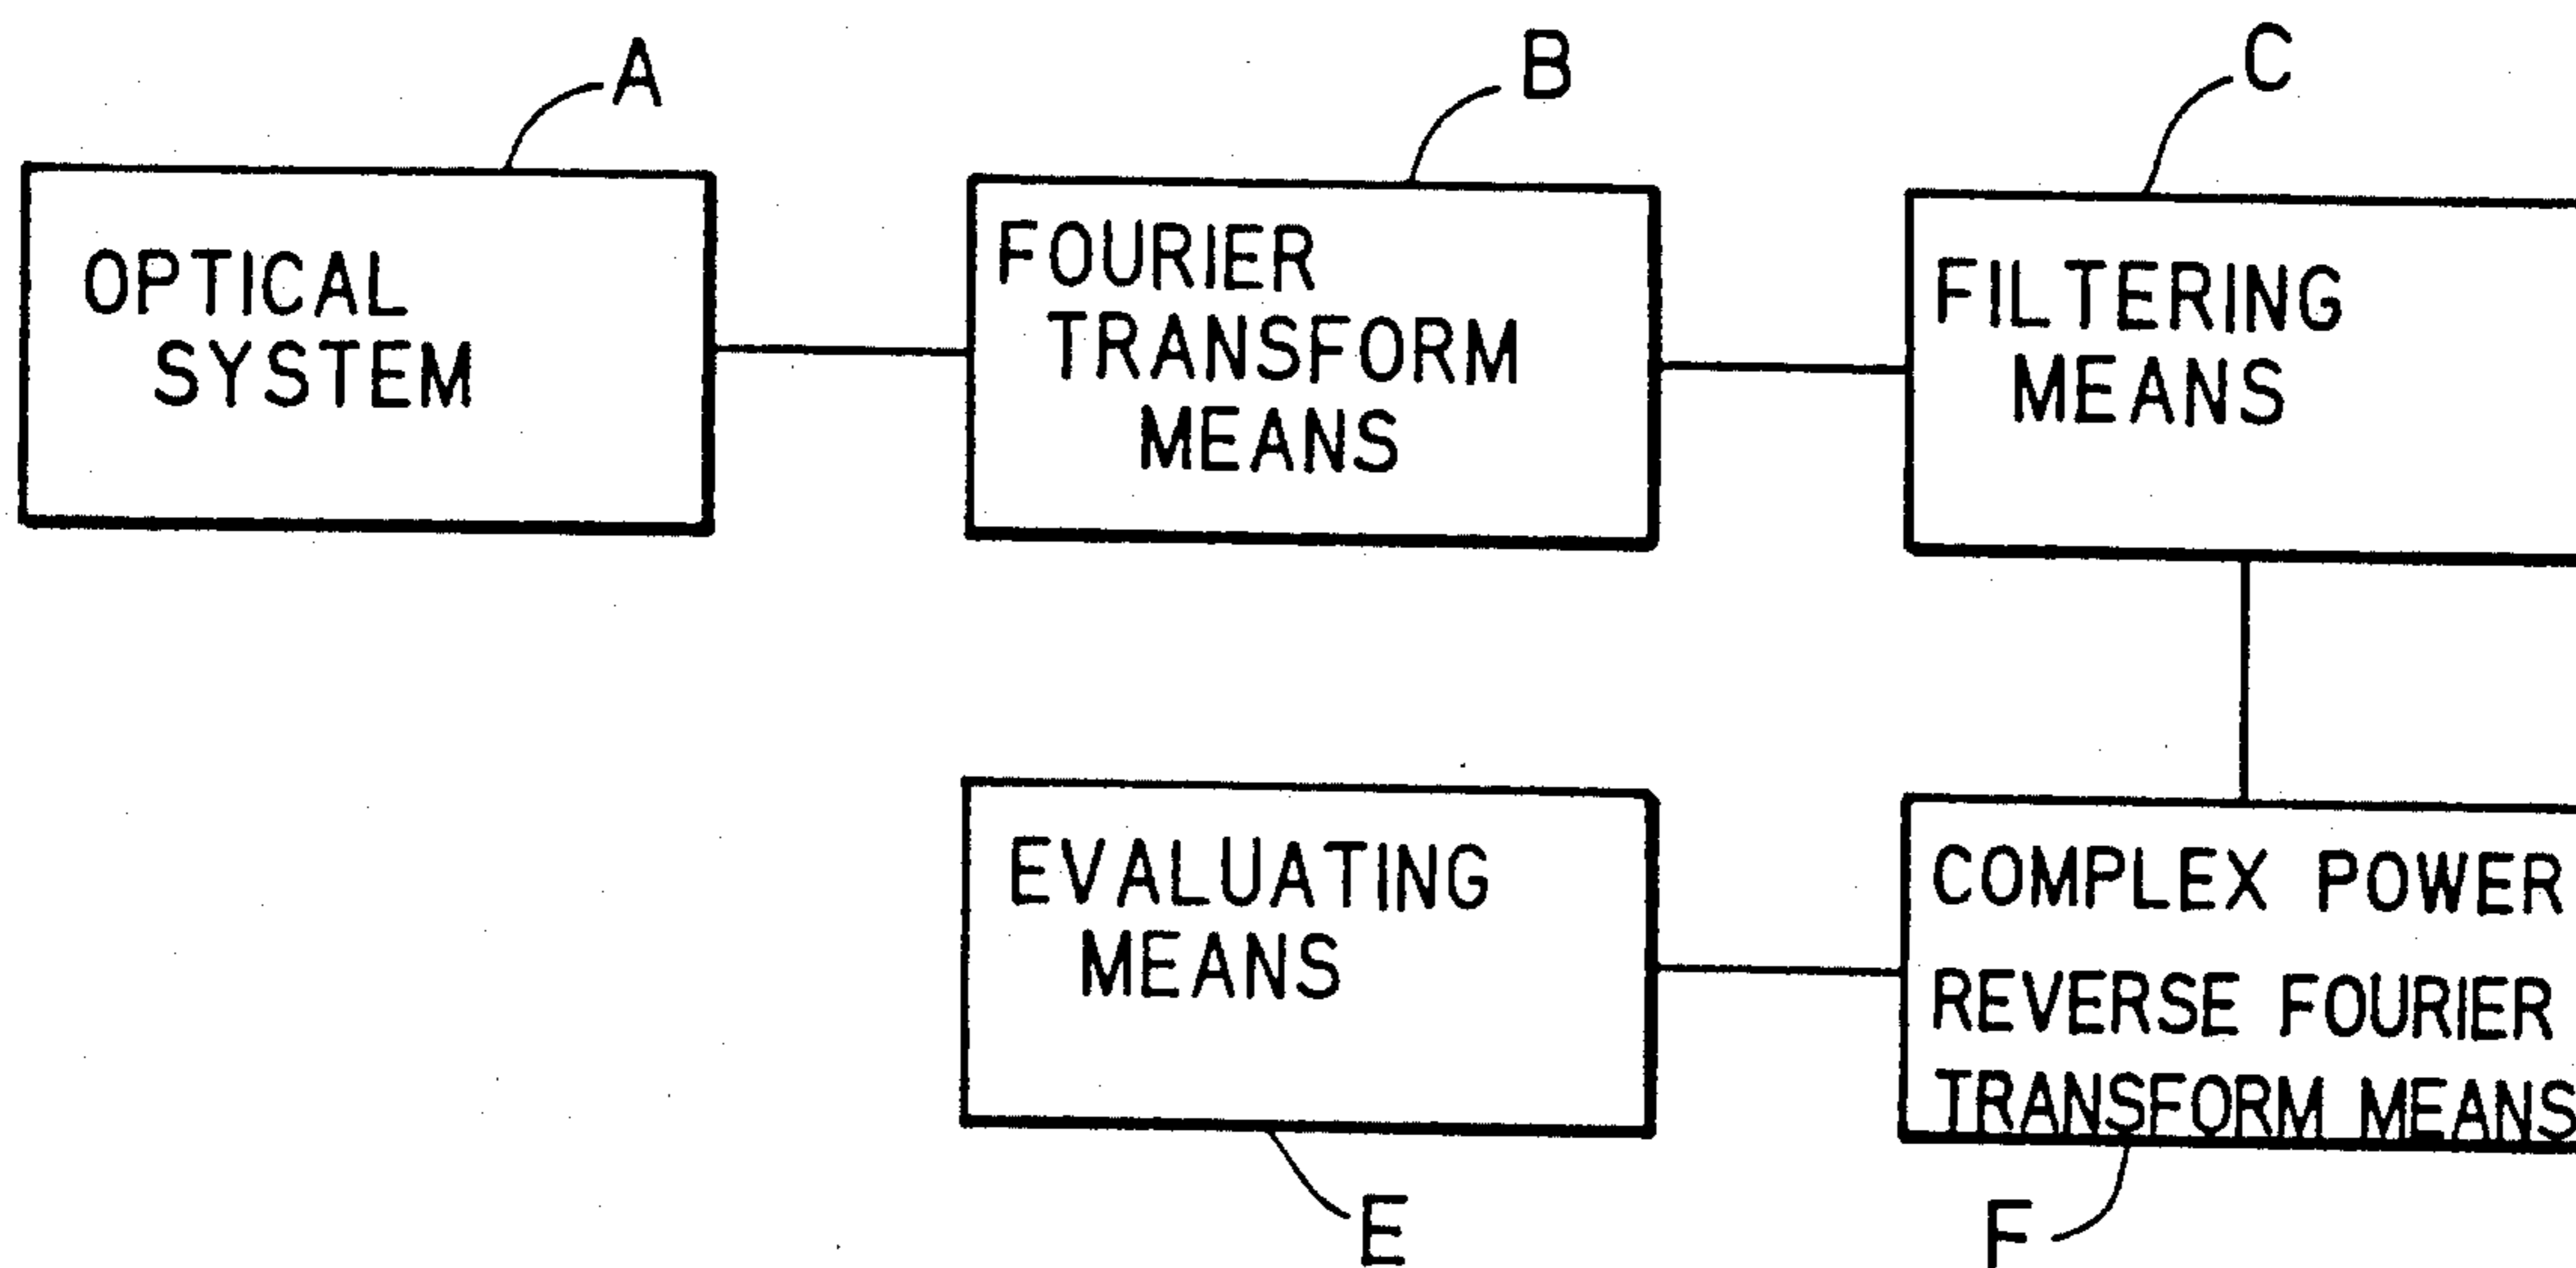 A
B
C
OPTICAL
SYSTEM
FOURIER
TRANSFORM
MEANS
FILTERING
MEANS
EVALUATING
MEANS
COMPLEX POWER
REVERSE FOURIER
TRANSFORM MEANS
E
F